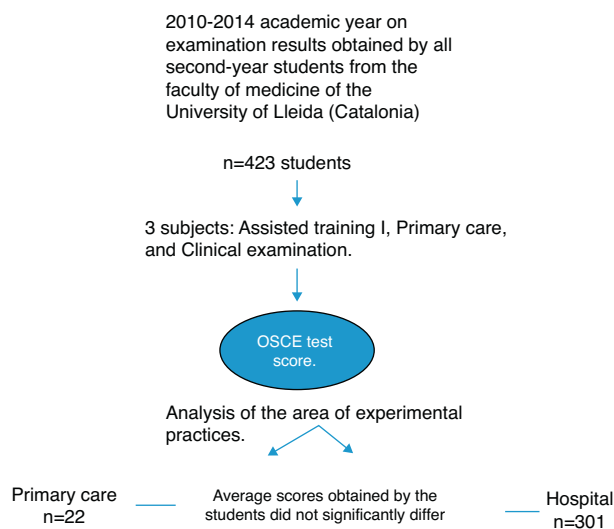 2010-2014 academic year on
examination results obtained by all
second-year students from the
faculty of medicine of the
University of Lleida (Catalonia)
n=423 students
3 subjects: Assisted training I, Primary care,
and Clinical examination.
OSCE test
score.
Analysis of the area of experimental
practices.
Primary care
n=22
Average scores obtained by the
students did not significantly differ
Hospital
n=301